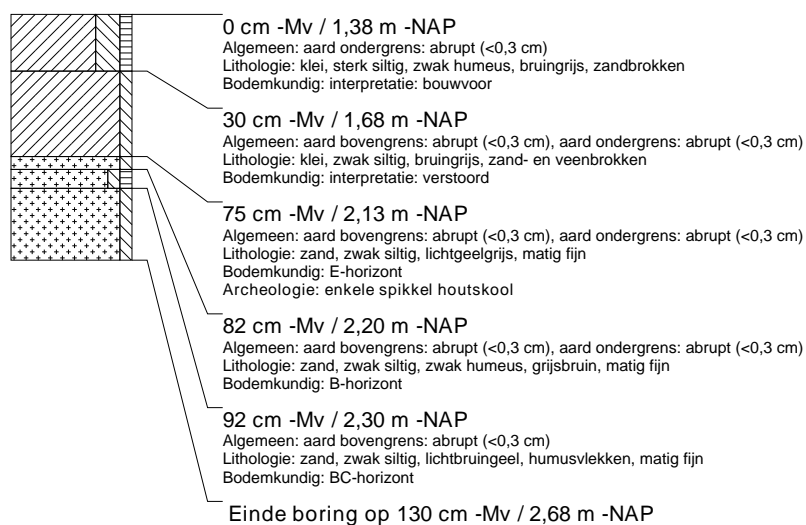 0 cm -Mv / 1,38 m -NAP
Algemeen: aard ondergrens: abrupt (<0,3 cm)
Lithologie: klei, sterk siltig, zwak humeus, bruingrijs, zandbrokken
Bodemkundig: interpretatie: bouwvoor
30 cm -Mv / 1,68 m -NAP
Algemeen: aard bovengrens: abrupt (<0,3 cm), aard ondergrens: abrupt (<0,3 cm)
Lithologie: klei, zwak siltig, bruingrijs, zand- en veenbrokken
Bodemkundig: interpretatie: verstoord
75 cm -Mv / 2,13 m -NAP
Algemeen: aard bovengrens: abrupt (<0,3 cm), aard ondergrens: abrupt (<0,3 cm)
Lithologie: zand, zwak siltig, lichtgeelgrijs, matig fijn
Bodemkundig: E-horizont
Archeologie: enkele spikkel houtskool
82 cm -Mv / 2,20 m -NAP
Algemeen: aard bovengrens: abrupt (<0,3 cm), aard ondergrens: abrupt (<0,3 cm)
Lithologie: zand, zwak siltig, zwak humeus, grijsbruin, matig fijn
Bodemkundig: B-horizont
92 cm -Mv / 2,30 m -NAP
Algemeen: aard bovengrens: abrupt (<0,3 cm)
Lithologie: zand, zwak siltig, lichtbruingeel, humusvlekken, matig fijn
Bodemkundig: BC-horizont
Einde boring op 130 cm -Mv / 2,68 m -NAP